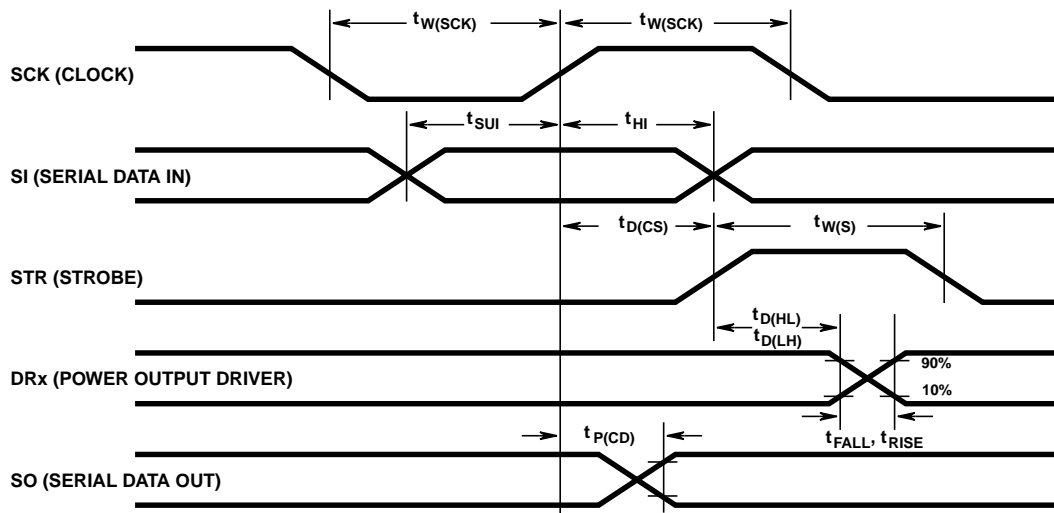 tW(SCK) tW(SCK)
SCK (CLOCK)
tSUI tHI
SI (SERIAL DATA IN)
tD(CS) tW(S)
STR (STROBE)
tD(HL)
tD(LH)
DRx (POWER OUTPUT DRIVER)
90%
10%
tP(CD) tFALL, tRISE
SO (SERIAL DATA OUT)